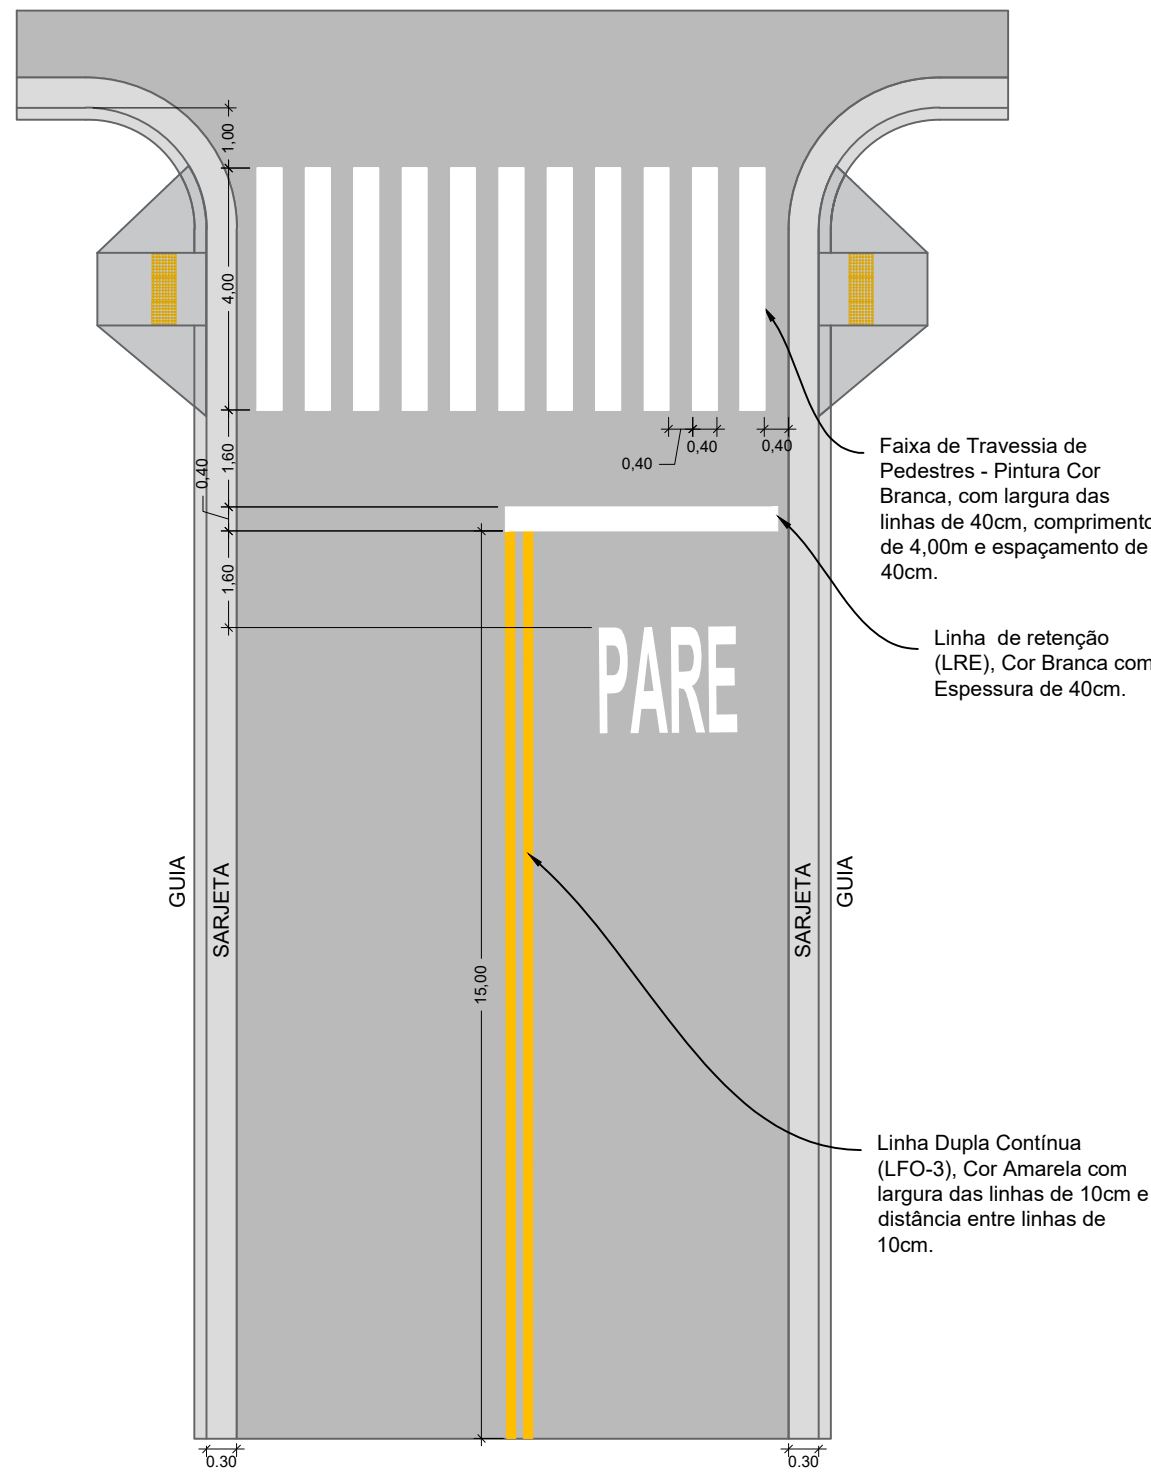 1,00
4,00
1,60
0,40
1,60
0,40
0,40
0,40
Faixa de Travessia de
Pedestres - Pintura Cor
Branca, com largura das
linhas de 40cm, comprimento
de 4,00m e espaçamento de
40cm.
Linha de retenção
(LRE), Cor Branca com
Espessura de 40cm.
PARE
GUIA
SARJETA
SARJETA
GUIA
15,00
Linha Dupla Contínua
(LFO-3), Cor Amarela com
largura das linhas de 10cm e
distância entre linhas de
10cm.
0.30
0.30